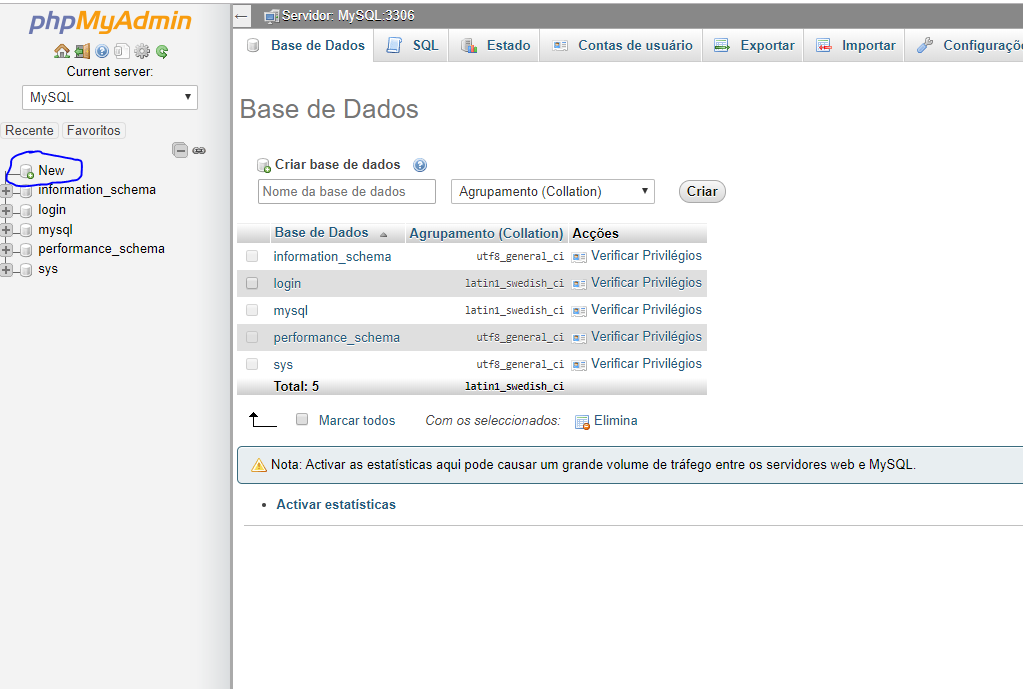 phpMyAdmin
Current server:
MySQL
Recente Favoritos
New
information_schema
login
mysql
performance_schema
sys
Servidor: MySQL:3306
Base de Dados SQL Estado Contas de usuário Exportar Importar Configuraçõe
Base de Dados
Criar base de dados
Nome da base de dados Agrupamento (Collation) Criar
Base de Dados Agrupamento (Collation) Acções
information_schema utf8_general_ci Verificar Privilégios
login latin1_swedish_ci Verificar Privilégios
mysql latin1_swedish_ci Verificar Privilégios
performance_schema utf8_general_ci Verificar Privilégios
sys utf8_general_ci Verificar Privilégios
Total: 5 latin1_swedish_ci
Marcar todos Com os seleccionados: Elimina
Nota: Activar as estatísticas aqui pode causar um grande volume de tráfego entre os servidores web e MySQL.
• Activar estatísticas